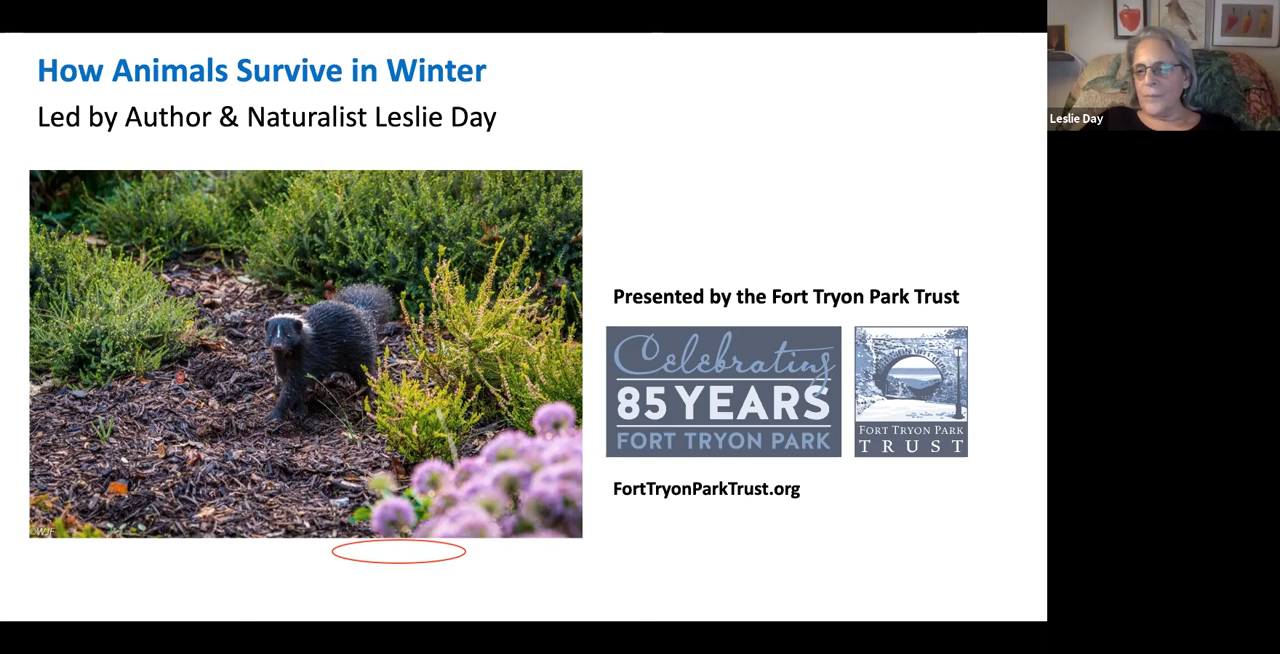 How Animals Survive in Winter
Led by Author & Naturalist Leslie Day
Leslie Day
Presented by the Fort Tryon Park Trust
Celebrating
85 YEARS
FORT TRYON PARK
FORT TRYON PARK
TRUST
FortTryonParkTrust.org
©WJF